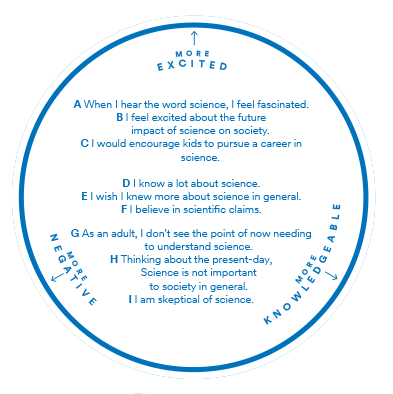 MORE
EXCITED
A When I hear the word science, I feel fascinated.
B I feel excited about the future
impact of science on society.
C I would encourage kids to pursue a career in
science.
D I know a lot about science.
E I wish I knew more about science in general.
F I believe in scientific claims.
G As an adult, I don't see the point of now needing
to understand science.
H Thinking about the present-day,
Science is not important
to society in general.
I I am skeptical of science.
MORE
NEGATIVE
MORE
KNOWLEDGEABLE